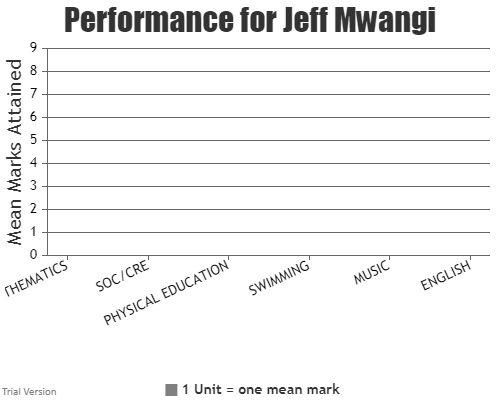 Performance for Jeff Mwangi
Mean Marks Attained
9
8
7
6
5
4
3
2
1
0
THEMATICS
SOC/CRE
PHYSICAL EDUCATION
SWIMMING
MUSIC
ENGLISH
1 Unit = one mean mark
Trial Version